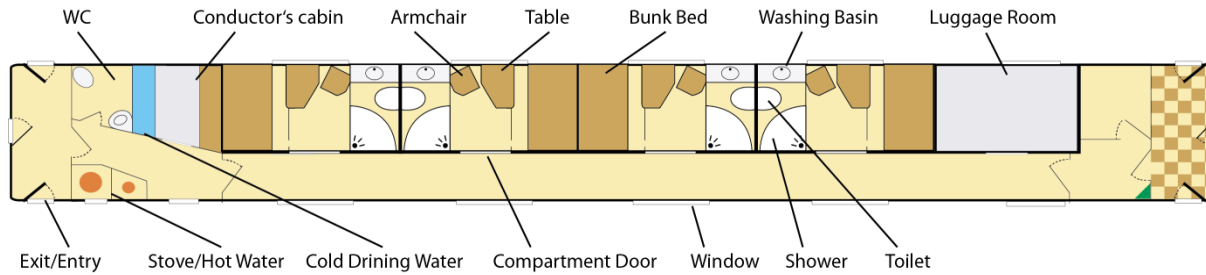 WC
Conductor's cabin
Armchair
Table
Bunk Bed
Washing Basin
Luggage Room
Exit/Entry
Stove/Hot Water
Cold Drining Water
Compartment Door
Window
Shower
Toilet